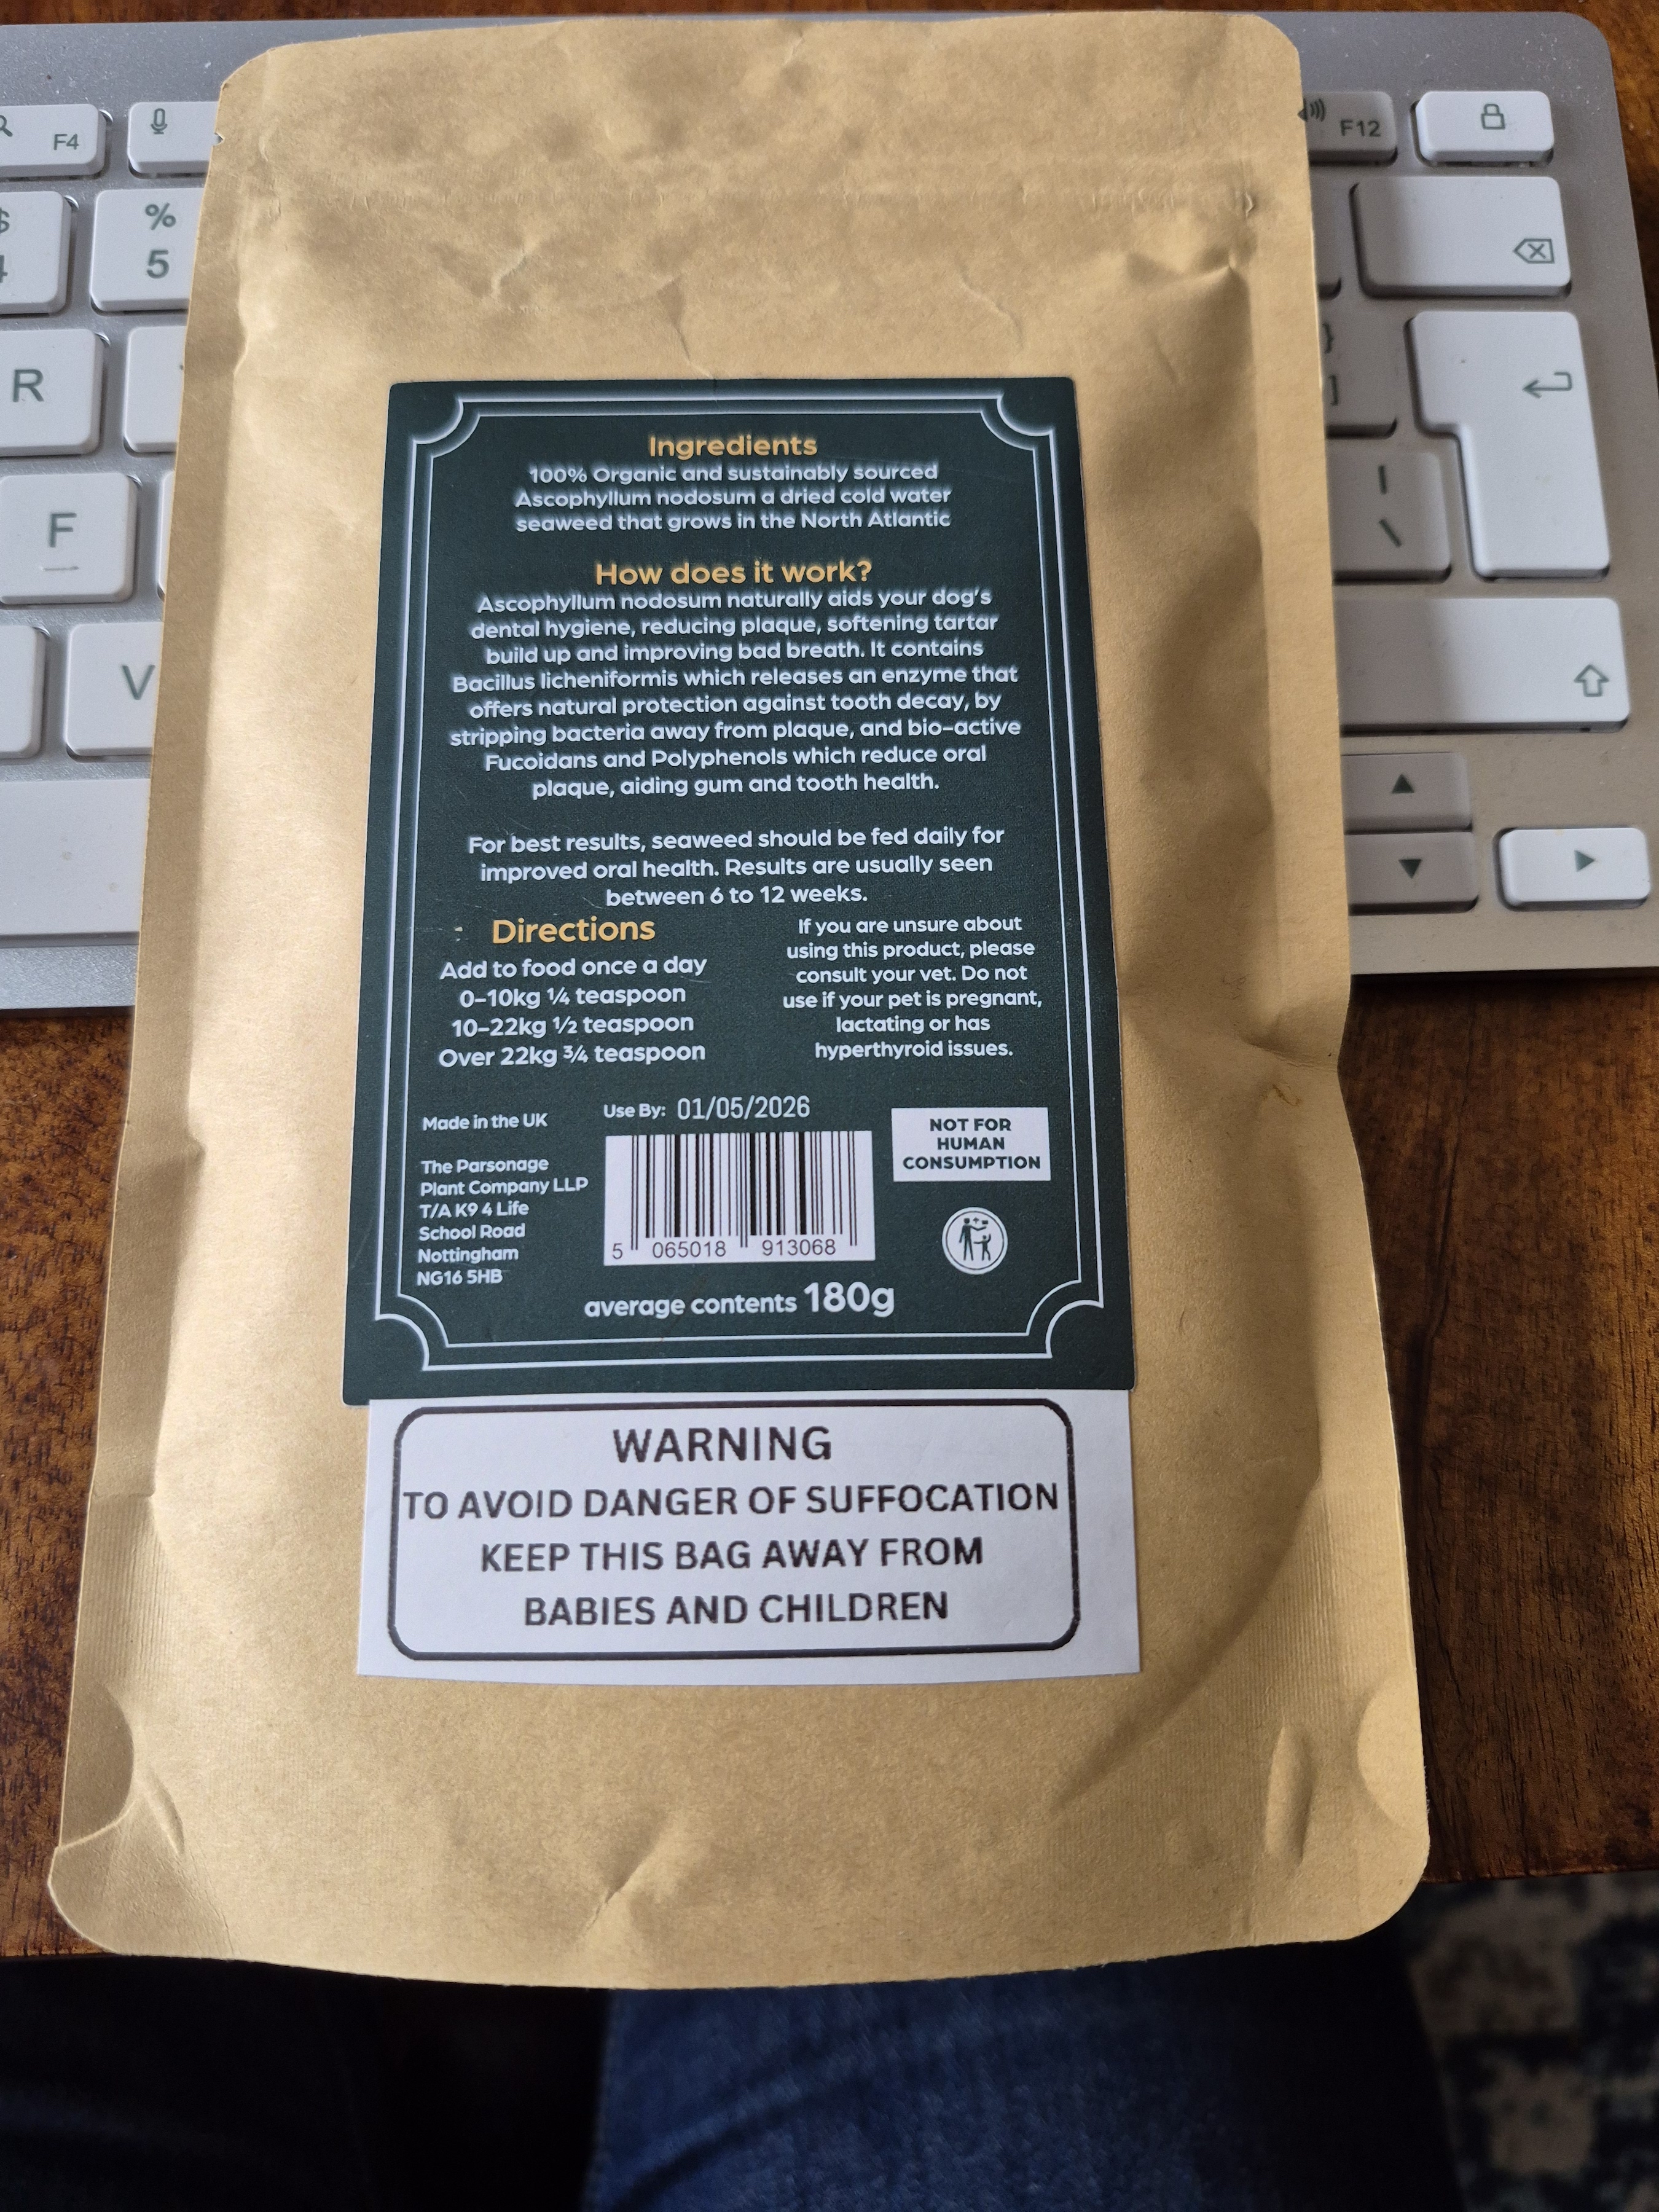 F4
F12
$
4
%
5
R
F
V
}
]
|
\
Ingredients
100% Organic and sustainably sourced
Ascophyllum nodosum a dried cold water
seaweed that grows in the North Atlantic
How does it work?
Ascophyllum nodosum naturally aids your dog's
dental hygiene, reducing plaque, softening tartar
build up and improving bad breath. It contains
Bacillus licheniformis which releases an enzyme that
offers natural protection against tooth decay, by
stripping bacteria away from plaque, and bio-active
Fucoidans and Polyphenols which reduce oral
plaque, aiding gum and tooth health.
For best results, seaweed should be fed daily for
improved oral health. Results are usually seen
between 6 to 12 weeks.
Directions
Add to food once a day
0-10kg ¼ teaspoon
10-22kg ½ teaspoon
Over 22kg ¾ teaspoon
If you are unsure about
using this product, please
consult your vet. Do not
use if your pet is pregnant,
lactating or has
hyperthyroid issues.
Made in the UK
The Parsonage
Plant Company LLP
T/A K9 4 Life
School Road
Nottingham
NG16 5HB
Use By: 01/05/2026
5 065018 913068
NOT FOR
HUMAN
CONSUMPTION
average contents 180g
WARNING
TO AVOID DANGER OF SUFFOCATION
KEEP THIS BAG AWAY FROM
BABIES AND CHILDREN